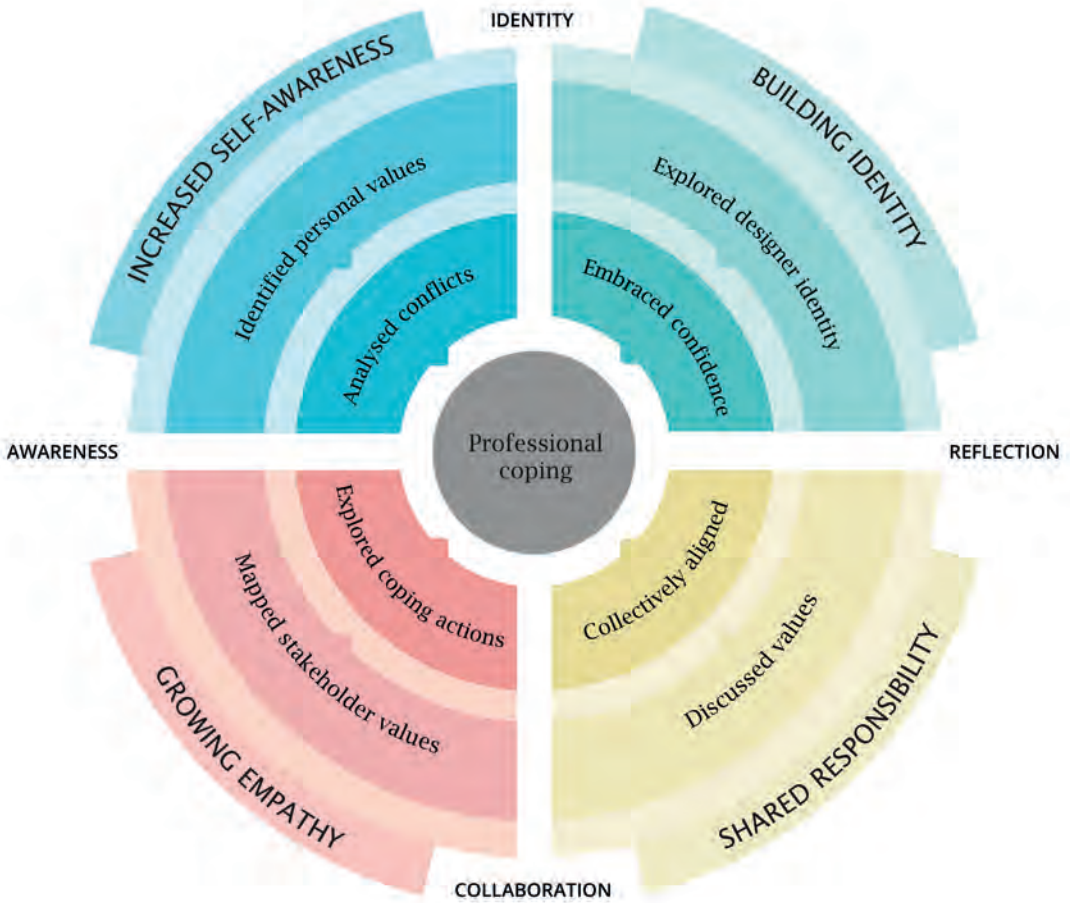 IDENTITY
INCREASED SELF-AWARENESS
Identified personal values
Analysed conflicts
BUILDING IDENTITY
Explored designer identity
Embraced confidence
AWARENESS
Professional
coping
REFLECTION
Explored coping actions
Mapped stakeholder values
GROWING EMPATHY
Collectively aligned
Discussed values
SHARED RESPONSIBILITY
COLLABORATION